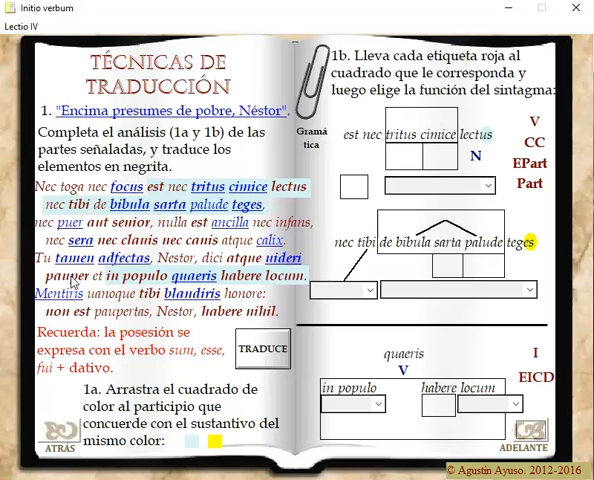 Initio verbum
Lectio IV
TÉCNICAS DE
TRADUCCIÓN
1. "Encima presumes de pobre, Néstor".
Completa el análisis (1a y 1b) de las
partes señaladas, y traduce los
elementos en negrita.
Nec toga nec focus est nec tritus cimice lectus
nec tibi de bibula sarta palude teges,
nec puer aut senior, nulla est ancilla nec infans,
nec sera nec clauis nec canis atque calix.
Tu tamen adfectas, Nestor, dici atque uideri
pauper et in populo quaeris habere locum.
Mentiris uanoque tibi blandiris honore:
non est paupertas, Nestor, habere nihil.
Recuerda: la posesión se
expresa con el verbo sum, esse,
fui + dativo.
TRADUCE
1a. Arrastra el cuadrado de
color al participio que
concuerde con el sustantivo del
mismo color:
ATRÁS
Gramá
tica
1b. Lleva cada etiqueta roja al
cuadrado que le corresponda y
luego elige la función del sintagma:
est nec tritus cimice lectus
N
V
CC
EPart
Part
nec tibi de bibula sarta palude teges
quaeris
V
in populo habere locum
I
EICD
ADELANTE
© Agustín Ayuso. 2012-2016